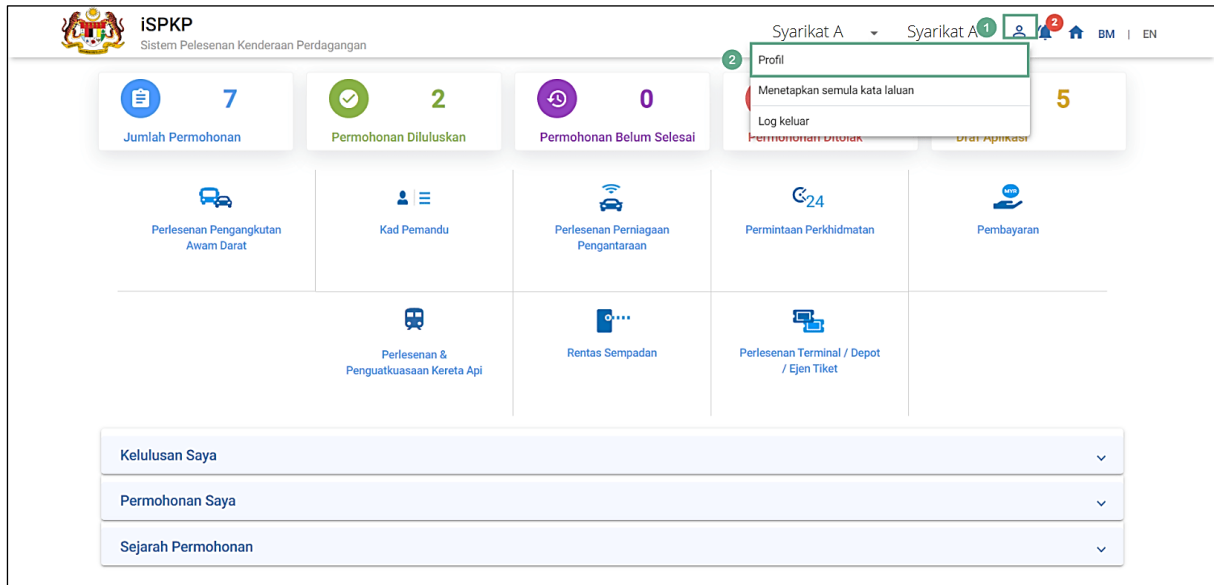 iSPKP
Sistem Pelesenan Kenderaan Perdagangan
Syarikat A
Syarikat A
1
2
BM | EN
2
Profil
Menetapkan semula kata laluan
Log keluar
7
Jumlah Permohonan
2
Permohonan Diluluskan
0
Permohonan Belum Selesai
Permohonan Ditolak
5
Draf Aplikasi
Perlesenan Pengangkutan
Awam Darat
Kad Pemandu
Perlesenan Perniagaan
Pengantaraan
24
Permintaan Perkhidmatan
MYR
Pembayaran
Perlesenan &
Penguatkuasaan Kereta Api
Rentas Sempadan
Perlesenan Terminal / Depot
/ Ejen Tiket
Kelulusan Saya
Permohonan Saya
Sejarah Permohonan